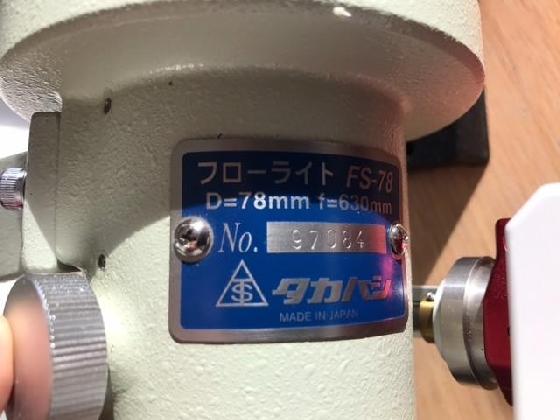 フローライト FS-78
D=78mm f=630mm
No. 97084
TS タカハシ
MADE IN JAPAN